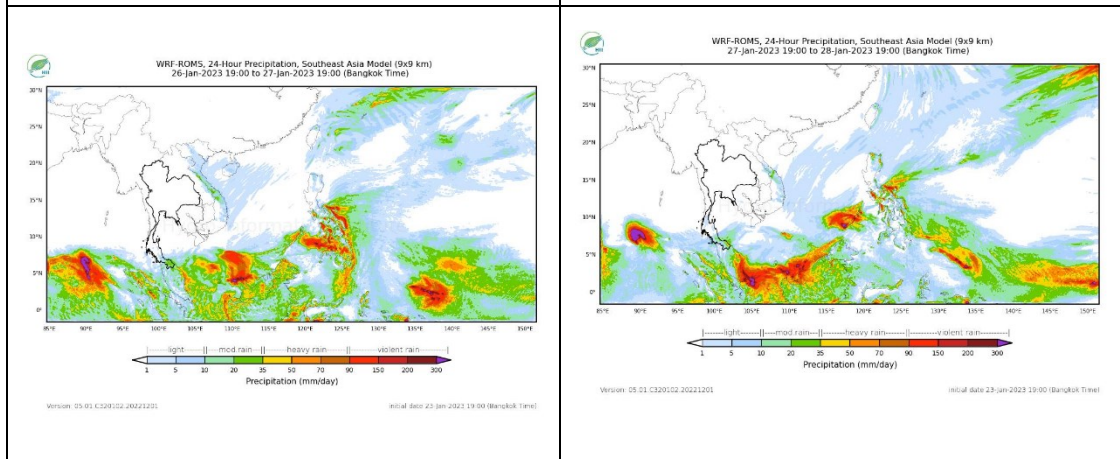 WRF-ROMS, 24-Hour Precipitation, Southeast Asia Model (9x9 km)
26-Jan-2023 19:00 to 27-Jan-2023 19:00 (Bangkok Time)
30°N
25°N
20°N
15°N
10°N
5°N
0°
85°E 90°E 95°E 100°E 105°E 110°E 115°E 120°E 125°E 130°E 135°E 140°E 145°E 150°E
|-------light-------||----mod.rain----||-------heavy rain-------||---------violent rain---------|
1 5 10 20 35 50 70 90 150 200 300
Precipitation (mm/day)
Version: 05.01.C320102.20221201 initial date 23-Jan-2023 19:00 (Bangkok Time)
WRF-ROMS, 24-Hour Precipitation, Southeast Asia Model (9x9 km)
27-Jan-2023 19:00 to 28-Jan-2023 19:00 (Bangkok Time)
30°N
25°N
20°N
15°N
10°N
5°N
0°
85°E 90°E 95°E 100°E 105°E 110°E 115°E 120°E 125°E 130°E 135°E 140°E 145°E 150°E
|-------light-------||----mod.rain----||-------heavy rain-------||---------violent rain---------|
1 5 10 20 35 50 70 90 150 200 300
Precipitation (mm/day)
Version: 05.01.C320102.20221201 initial date 23-Jan-2023 19:00 (Bangkok Time)